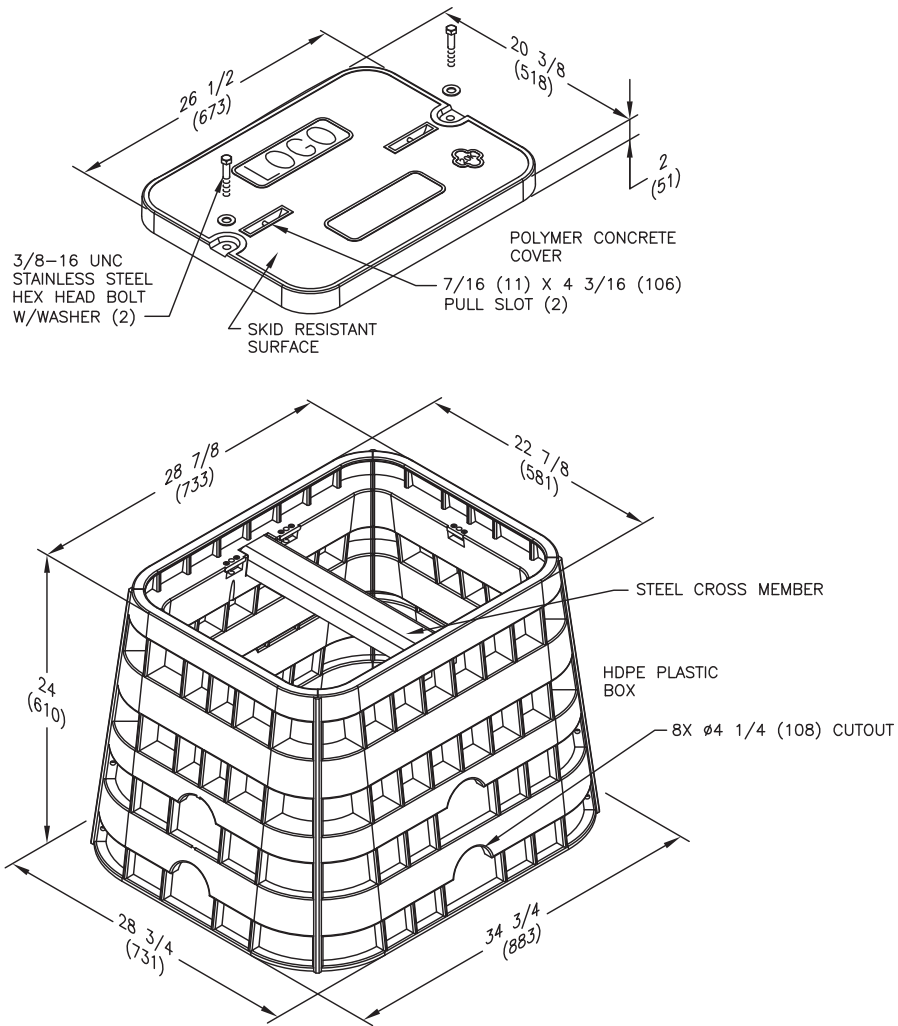 26 1/2
(673)
20 3/8
(518)
2
(51)
LOGO
3/8-16 UNC
STAINLESS STEEL
HEX HEAD BOLT
W/WASHER (2)
POLYMER CONCRETE
COVER
7/16 (11) X 4 3/16 (106)
PULL SLOT (2)
SKID RESISTANT
SURFACE
28 7/8
(733)
22 7/8
(581)
STEEL CROSS MEMBER
24
(610)
HDPE PLASTIC
BOX
8X ø4 1/4 (108) CUTOUT
28 3/4
(731)
34 3/4
(883)